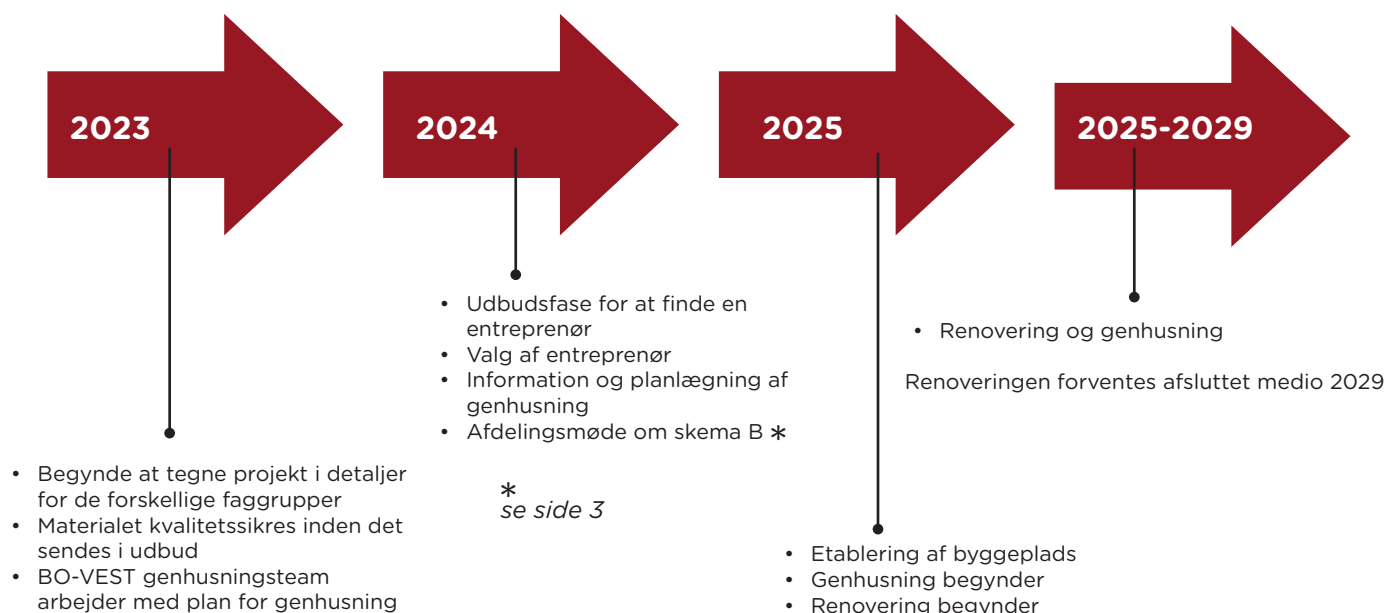 2023
2024
2025
2025-2029
• Begynde at tegne projekt i detaljer
for de forskellige faggrupper
• Materialet kvalitetssikres inden det
sendes i udbud
• BO-VEST genhusningsteam
arbejder med plan for genhusning
• Udbudsfase for at finde en
entreprenør
• Valg af entreprenør
• Information og planlægning af
genhusning
• Afdelingsmøde om skema B *
*
se side 3
• Etablering af byggeplads
• Genhusning begynder
• Renovering begynder
• Renovering og genhusning
Renoveringen forventes afsluttet medio 2029